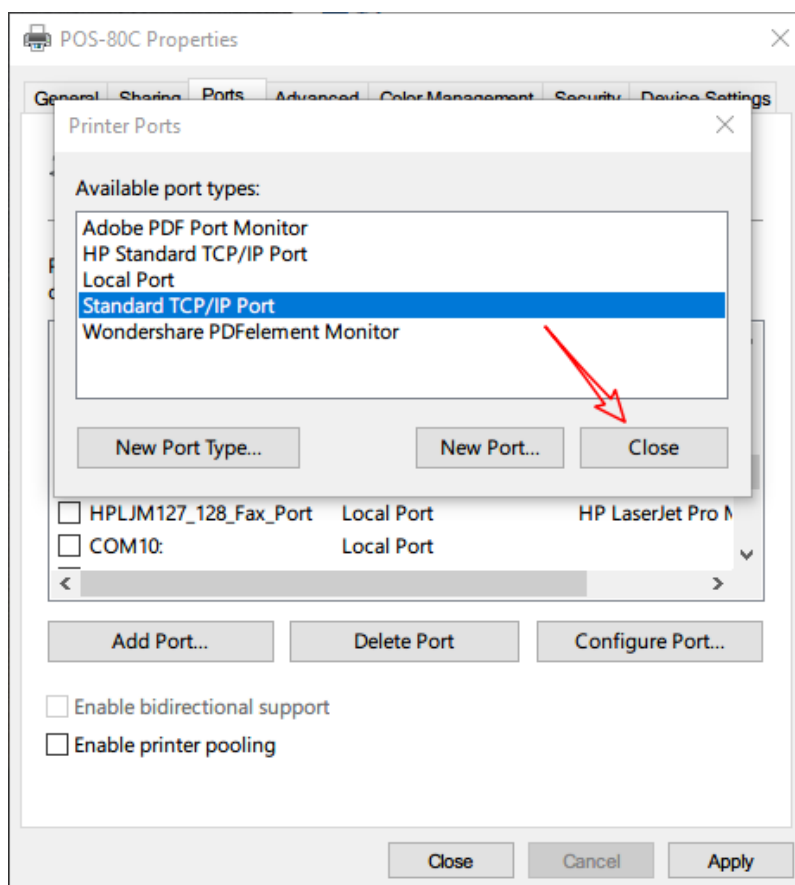 POS-80C Properties
General Sharing Ports Advanced Color Management Security Device Settings
Printer Ports
Available port types:
Adobe PDF Port Monitor
HP Standard TCP/IP Port
Local Port
Standard TCP/IP Port
Wondershare PDFelement Monitor
New Port Type... New Port... Close
HPLJM127_128_Fax_Port Local Port HP LaserJet Pro
COM10: Local Port
Add Port... Delete Port Configure Port...
Enable bidirectional support
Enable printer pooling
Close Cancel Apply